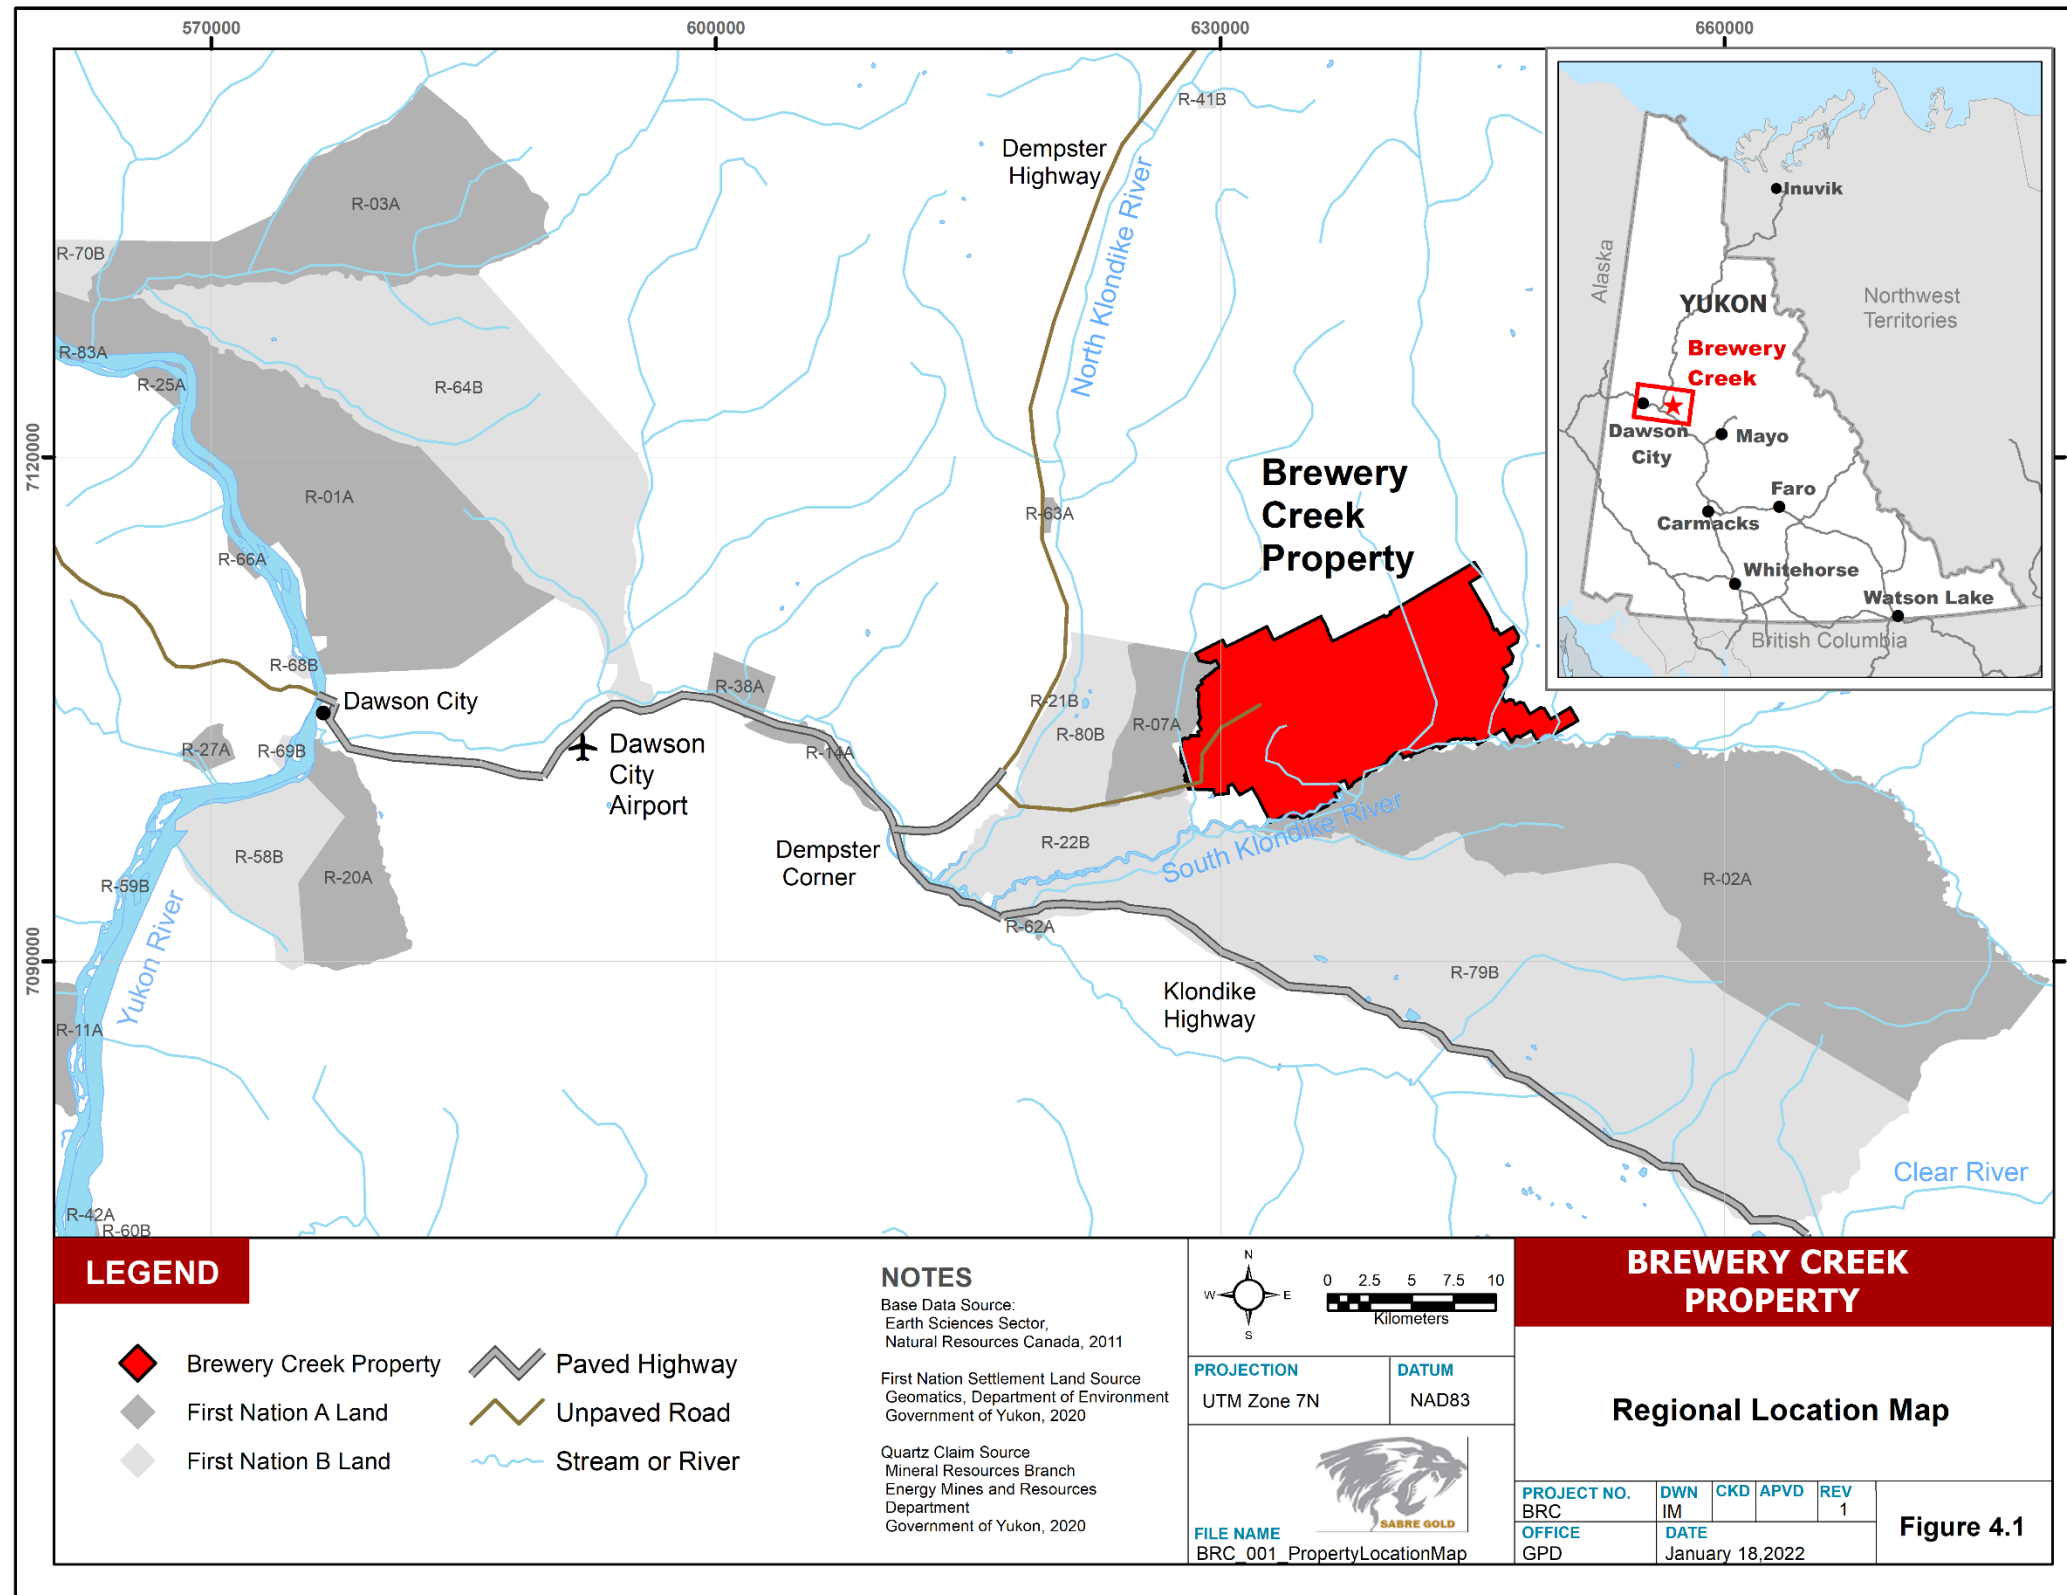 570000
600000
630000
660000
7120000
7090000
R-41B
Dempster
Highway
North Klondike River
R-03A
R-70B
R-83A
R-25A
R-64B
R-01A
R-66A
R-63A
Brewery
Creek
Property
R-68B
Dawson City
R-38A
R-21B
R-80B
R-07A
R-27A
R-69B
Dawson
City
Airport
R-14A
R-58B
R-20A
R-59B
Yukon River
Dempster
Corner
R-22B
South Klondike River
R-02A
R-62A
R-79B
Klondike
Highway
R-11A
R-42A
R-60B
Clear River
Inuvik
Alaska
YUKON
Northwest
Territories
Brewery
Creek
Dawson
City
Mayo
Faro
Carmacks
Whitehorse
Watson Lake
British Columbia
LEGEND
Brewery Creek Property
First Nation A Land
First Nation B Land
Paved Highway
Unpaved Road
Stream or River
NOTES
Base Data Source:
Earth Sciences Sector,
Natural Resources Canada, 2011
First Nation Settlement Land Source
Geomatics, Department of Environment
Government of Yukon, 2020
Quartz Claim Source
Mineral Resources Branch
Energy Mines and Resources
Department
Government of Yukon, 2020
N
W E
S
0 2.5 5 7.5 10
Kilometers
PROJECTION
UTM Zone 7N
DATUM
NAD83
SABRE GOLD
FILE NAME
BRC_001_PropertyLocationMap
BREWERY CREEK
PROPERTY
Regional Location Map
PROJECT NO.
BRC
DWN
IM
CKD
APVD
REV
1
OFFICE
GPD
DATE
January 18,2022
Figure 4.1